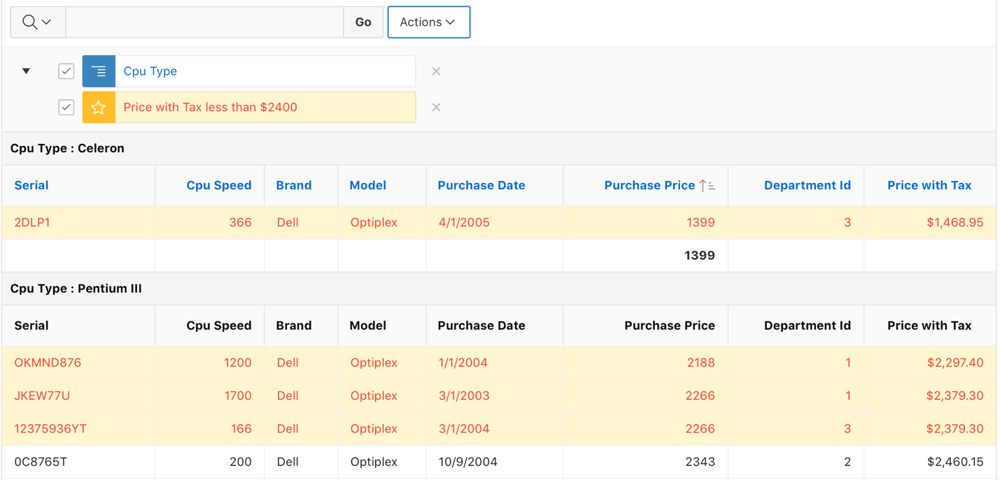 Go Actions
Cpu Type
Price with Tax less than $2400
Cpu Type : Celeron
Serial Cpu Speed Brand Model Purchase Date Purchase Price Department Id Price with Tax
2DLP1 366 Dell Optiplex 4/1/2005 1399 3 $1,468.95
1399
Cpu Type : Pentium III
Serial Cpu Speed Brand Model Purchase Date Purchase Price Department Id Price with Tax
OKMND876 1200 Dell Optiplex 1/1/2004 2188 1 $2,297.40
JKEW77U 1700 Dell Optiplex 3/1/2003 2266 1 $2,379.30
12375936YT 166 Dell Optiplex 3/1/2004 2266 3 $2,379.30
0C8765T 200 Dell Optiplex 10/9/2004 2343 2 $2,460.15